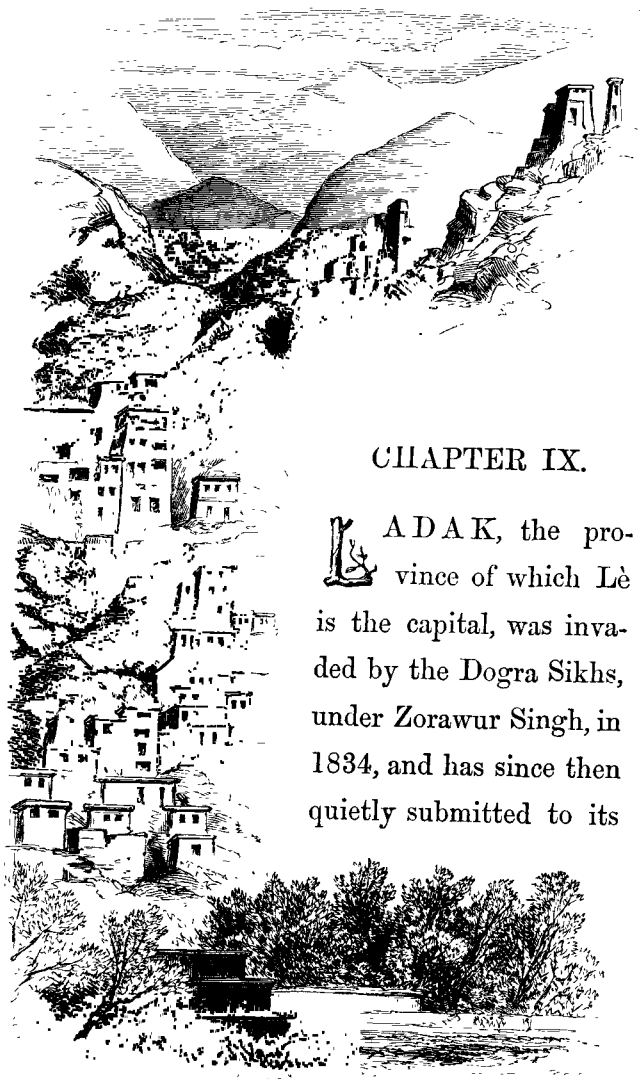 CHAPTER IX.
LADAK, the pro-
vince of which Lè
is the capital, was inva-
ded by the Dogra Sikhs,
under Zorawur Singh, in
1834, and has since then
quietly submitted to its